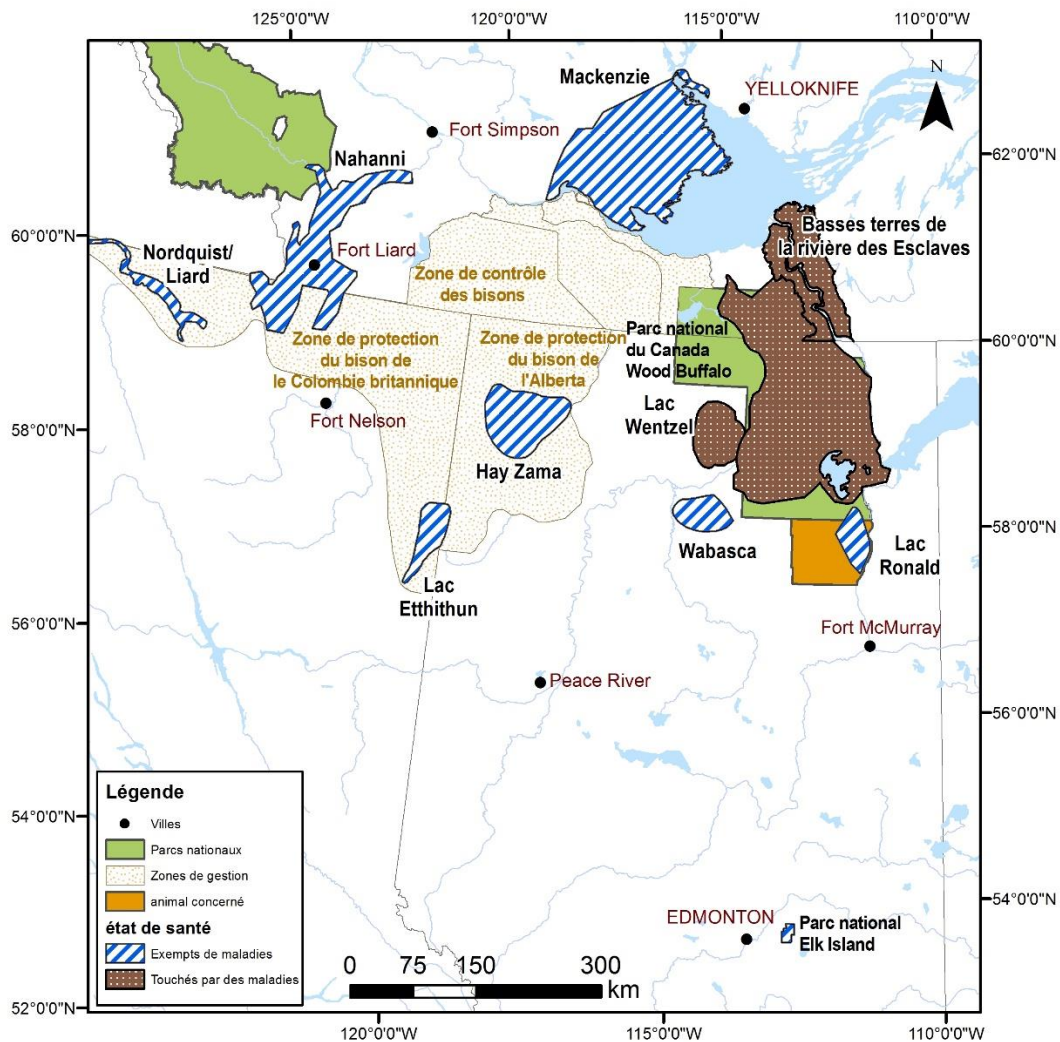 125°0'0"W
120°0'0"W
115°0'0"W
110°0'0"W
Mackenzie
YELLOKNIFE
N
Fort Simpson
62°0'0"N
Nahanni
60°0'0"N
Basses terres de
la rivière des Esclaves
Nordquist/
Liard
Fort Liard
Zone de contrôle
des bisons
Zone de protection
du bison de
le Colombie britannique
Zone de protection
du bison de
l'Alberta
Parc national
du Canada
Wood Buffalo
60°0'0"N
58°0'0"N
Fort Nelson
Lac
Wentzel
Hay Zama
Wabasca
58°0'0"N
Lac
Ronald
Lac
Etthithun
56°0'0"N
Fort McMurray
Peace River
56°0'0"N
54°0'0"N
Légende
Villes
Parcs nationaux
Zones de gestion
animal concerné
état de santé
Exempts de maladies
Touchés par des maladies
EDMONTON
Parc national
Elk Island
54°0'0"N
0 75 150 300
km
52°0'0"N
52°0'0"N
120°0'0"W
115°0'0"W
110°0'0"W